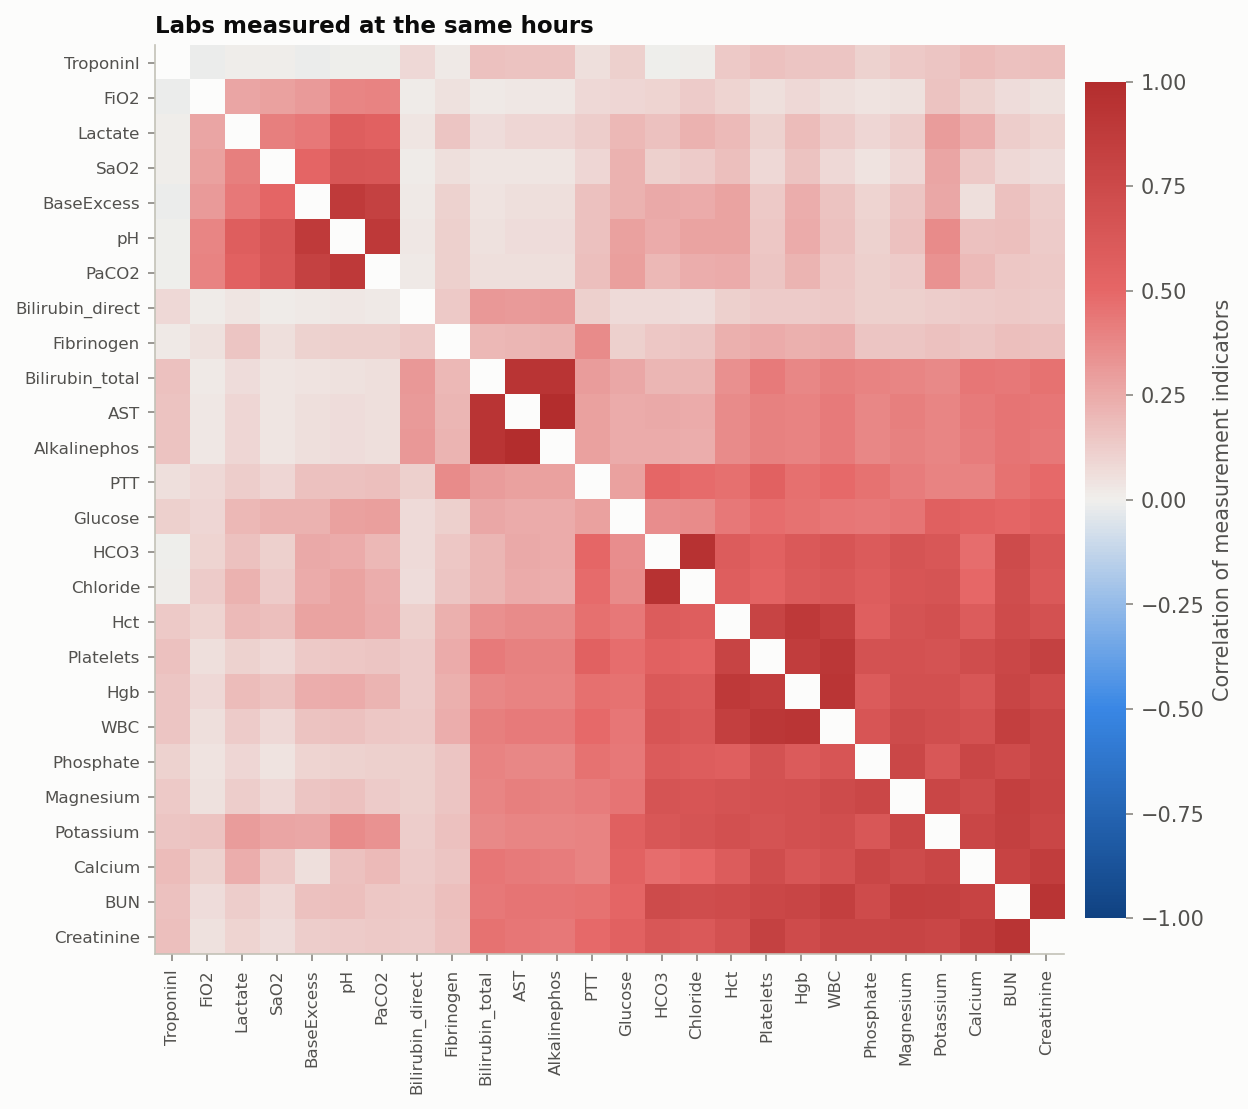 Labs measured at the same hours
TroponinI
FiO2
Lactate
SaO2
BaseExcess
pH
PaCO2
Bilirubin_direct
Fibrinogen
Bilirubin_total
AST
Alkalinephos
PTT
Glucose
HCO3
Chloride
Hct
Platelets
Hgb
WBC
Phosphate
Magnesium
Potassium
Calcium
BUN
Creatinine
TroponinI
FiO2
Lactate
SaO2
BaseExcess
pH
PaCO2
Bilirubin_direct
Fibrinogen
Bilirubin_total
AST
Alkalinephos
PTT
Glucose
HCO3
Chloride
Hct
Platelets
Hgb
WBC
Phosphate
Magnesium
Potassium
Calcium
BUN
Creatinine
1.00
0.75
0.50
0.25
0.00
−0.25
−0.50
−0.75
−1.00
Correlation of measurement indicators